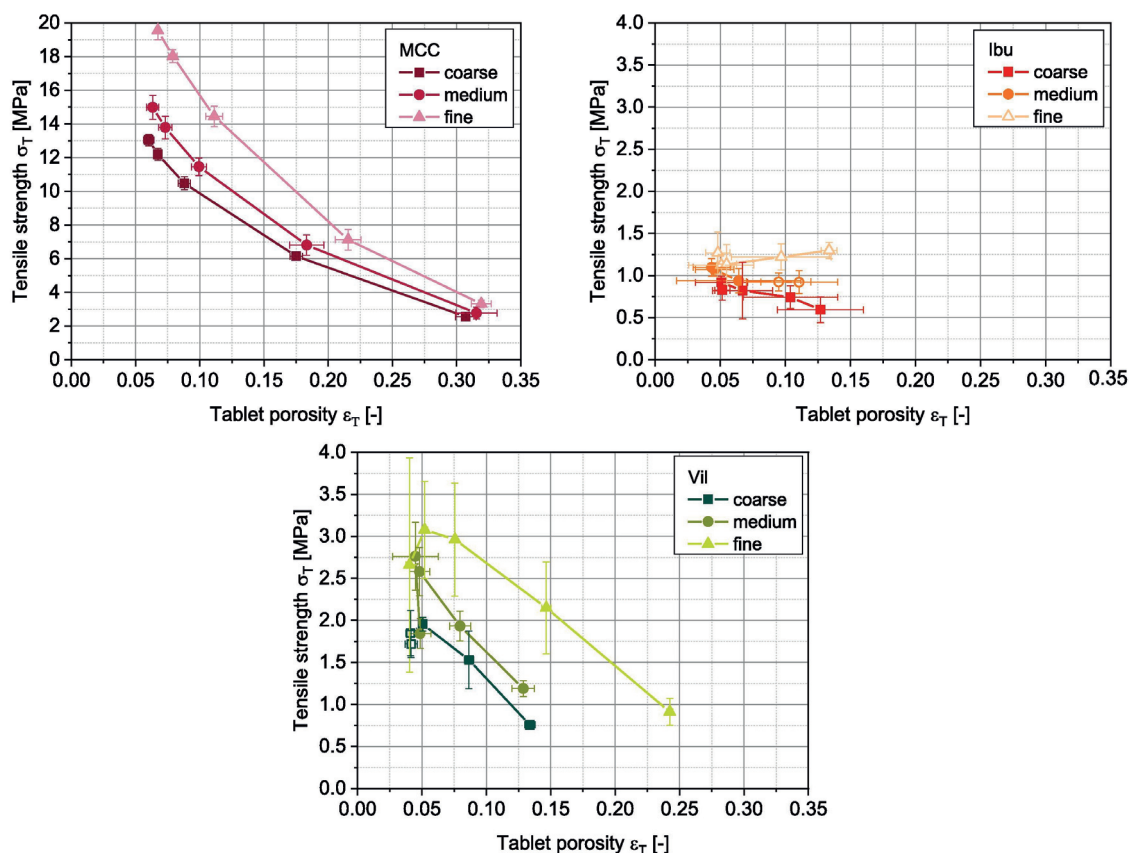 MCC
coarse
medium
fine
Tensile strength σ_T [MPa]
20
18
16
14
12
10
8
6
4
2
0
0.00 0.05 0.10 0.15 0.20 0.25 0.30 0.35
Tablet porosity ε_T [-]
Ibu
coarse
medium
fine
Tensile strength σ_T [MPa]
4.0
3.5
3.0
2.5
2.0
1.5
1.0
0.5
0.0
0.00 0.05 0.10 0.15 0.20 0.25 0.30 0.35
Tablet porosity ε_T [-]
Vil
coarse
medium
fine
Tensile strength σ_T [MPa]
4.0
3.5
3.0
2.5
2.0
1.5
1.0
0.5
0.0
0.00 0.05 0.10 0.15 0.20 0.25 0.30 0.35
Tablet porosity ε_T [-]